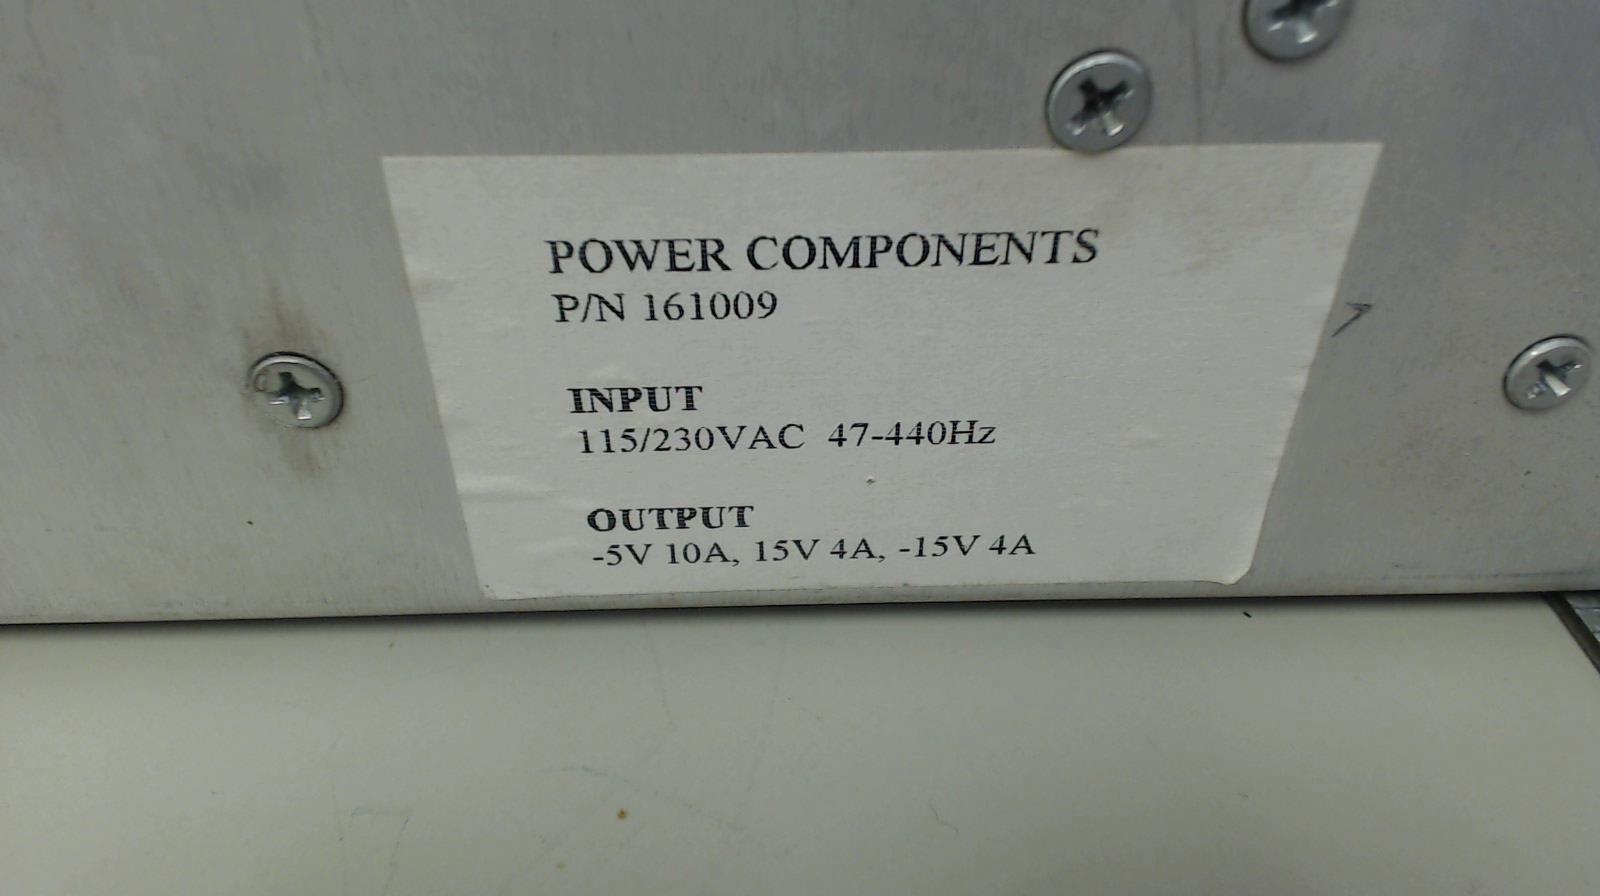 POWER COMPONENTS
P/N 161009
INPUT
115/230VAC 47-440Hz
OUTPUT
-5V 10A, 15V 4A, -15V 4A